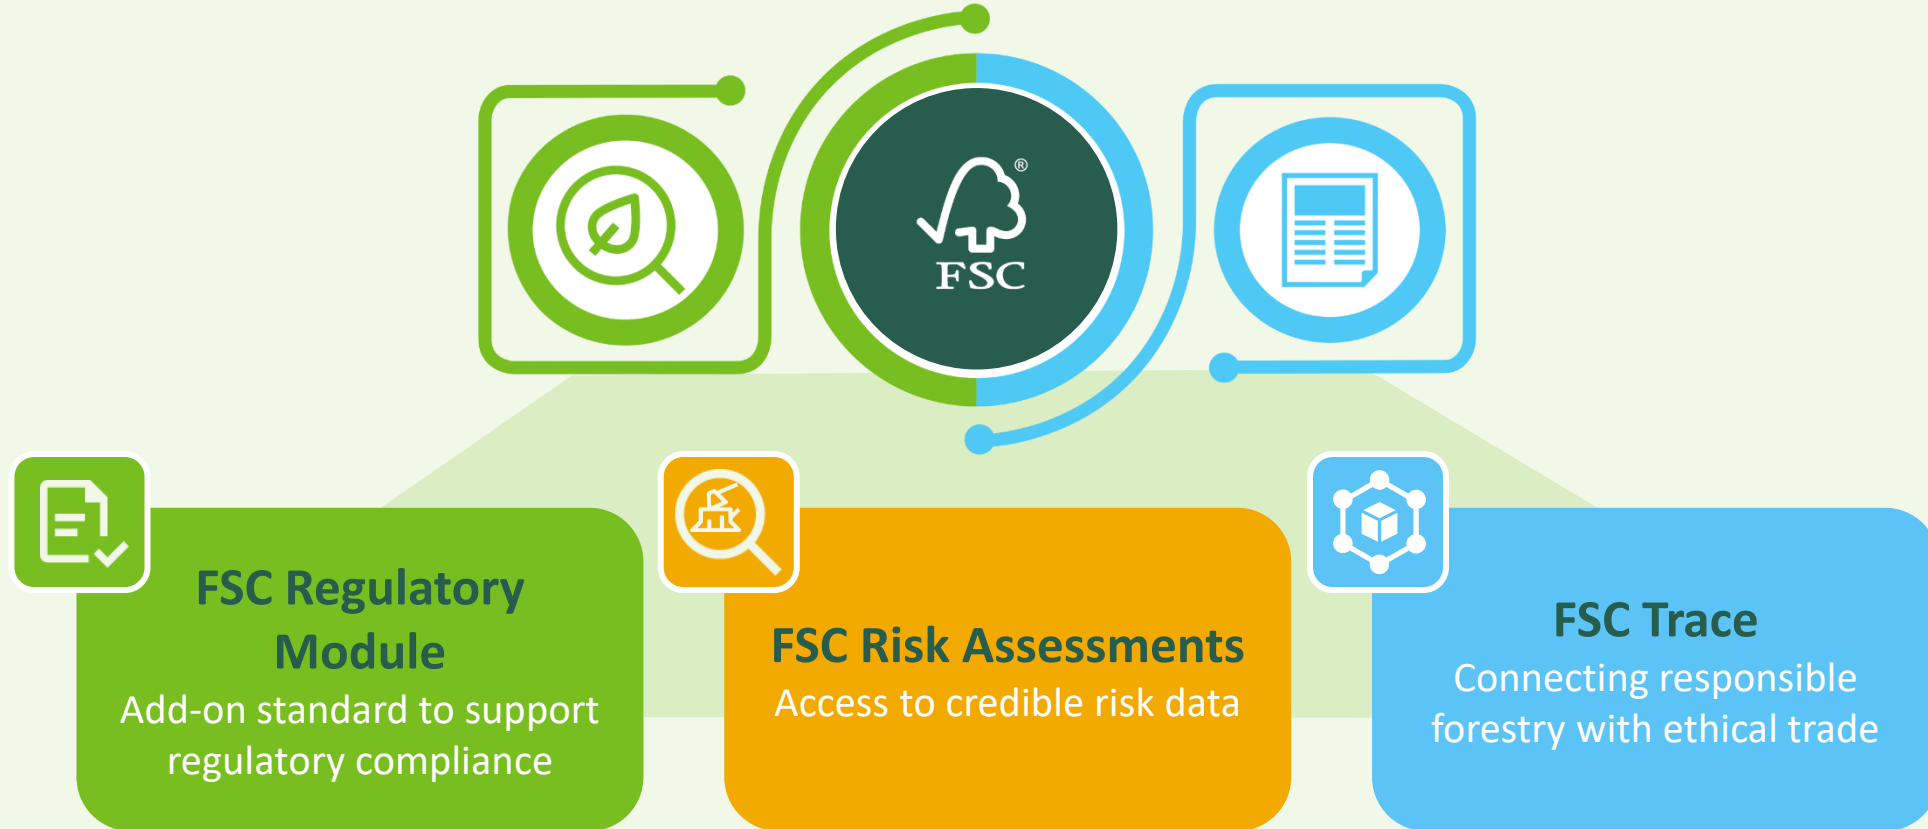 ®
FSC
FSC Regulatory
Module
Add-on standard to support
regulatory compliance
FSC Risk Assessments
Access to credible risk data
FSC Trace
Connecting responsible
forestry with ethical trade